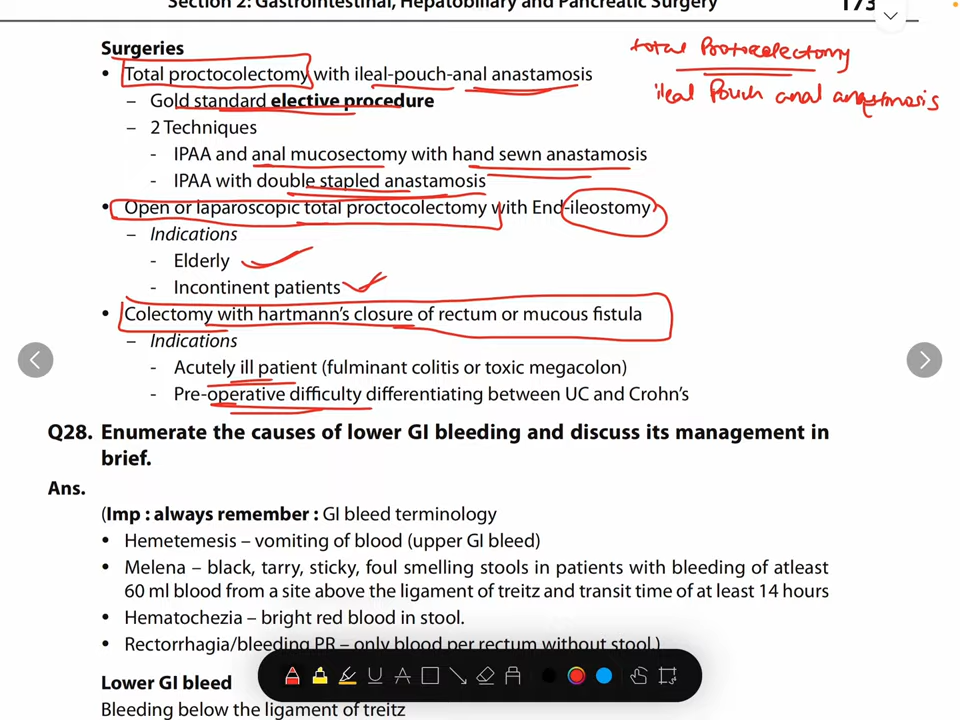 Section 2: Gastrointestinal, Hepatobiliary and Pancreatic Surgery 173
Surgeries
total Proctocolectomy
ileal Pouch anal anastomosis
• Total proctocolectomy with ileal-pouch-anal anastamosis
– Gold standard elective procedure
– 2 Techniques
- IPAA and anal mucosectomy with hand sewn anastamosis
- IPAA with double stapled anastamosis
• Open or laparoscopic total proctocolectomy with End-ileostomy
– Indications
- Elderly
- Incontinent patients
• Colectomy with hartmann's closure of rectum or mucous fistula
– Indications
- Acutely ill patient (fulminant colitis or toxic megacolon)
- Pre-operative difficulty differentiating between UC and Crohn's
Q28. Enumerate the causes of lower GI bleeding and discuss its management in
brief.
Ans.
(Imp : always remember : GI bleed terminology
• Hemetemesis – vomiting of blood (upper GI bleed)
• Melena – black, tarry, sticky, foul smelling stools in patients with bleeding of atleast
60 ml blood from a site above the ligament of treitz and transit time of at least 14 hours
• Hematochezia – bright red blood in stool.
• Rectorrhagia/bleeding PR – only blood per rectum without stool.)
Lower GI bleed
Bleeding below the ligament of treitz